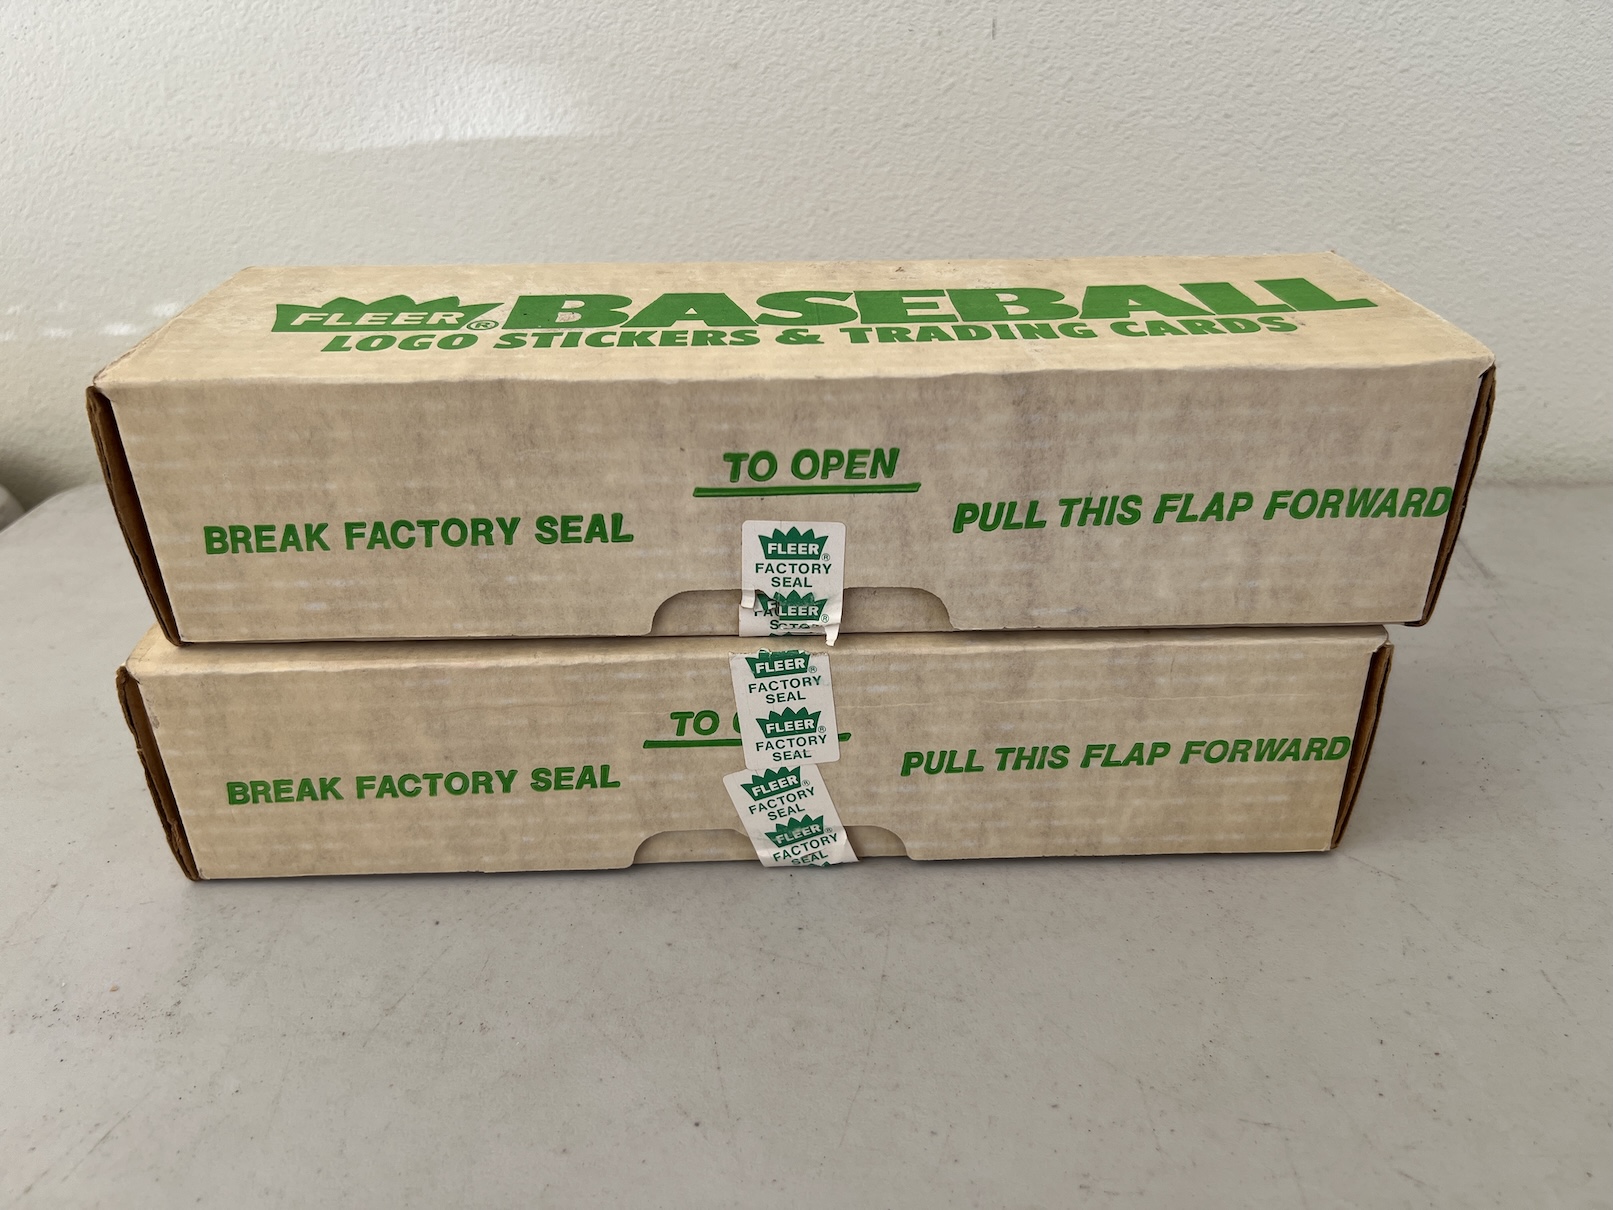 FLEER® BASEBALL
LOGO STICKERS & TRADING CARDS
TO OPEN
BREAK FACTORY SEAL
PULL THIS FLAP FORWARD
FLEER®
FACTORY
SEAL
FLEER®
TO
BREAK FACTORY SEAL
PULL THIS FLAP FORWARD
FLEER®
FACTORY
SEAL
FLEER®
FACTORY
SEAL
FLEER®
FACTORY
SEAL
FLEER®
FACTORY
SEAL